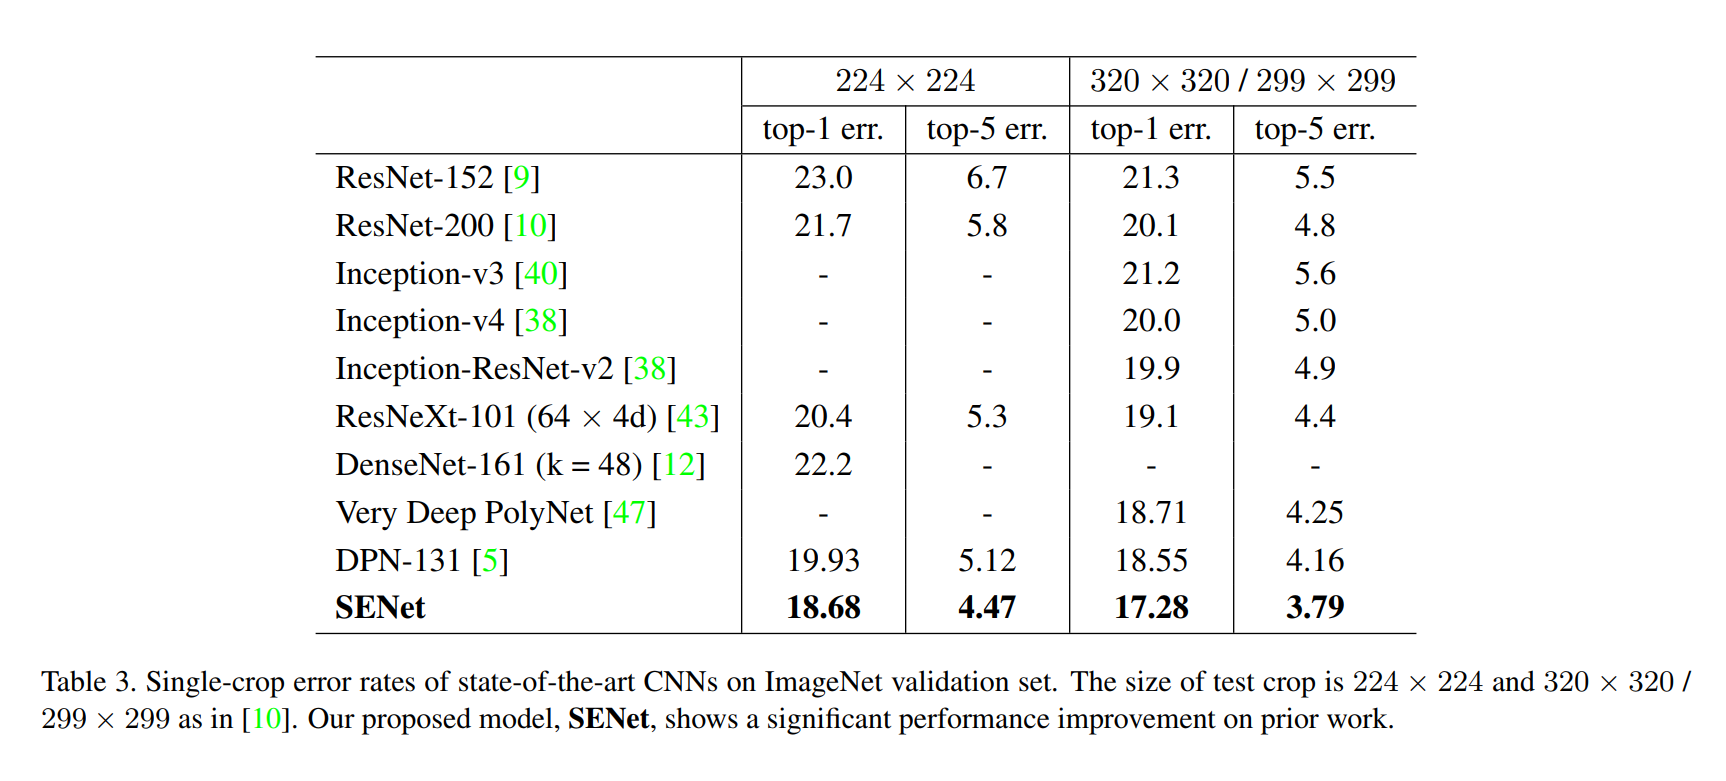 224 × 224 320 × 320 / 299 × 299
top-1 err. top-5 err. top-1 err. top-5 err.
ResNet-152 [9] 23.0 6.7 21.3 5.5
ResNet-200 [10] 21.7 5.8 20.1 4.8
Inception-v3 [40] - - 21.2 5.6
Inception-v4 [38] - - 20.0 5.0
Inception-ResNet-v2 [38] - - 19.9 4.9
ResNeXt-101 (64 × 4d) [43] 20.4 5.3 19.1 4.4
DenseNet-161 (k = 48) [12] 22.2 - - -
Very Deep PolyNet [47] - - 18.71 4.25
DPN-131 [5] 19.93 5.12 18.55 4.16
SENet 18.68 4.47 17.28 3.79
Table 3. Single-crop error rates of state-of-the-art CNNs on ImageNet validation set. The size of test crop is 224 × 224 and 320 × 320 /
299 × 299 as in [10]. Our proposed model, SENet, shows a significant performance improvement on prior work.